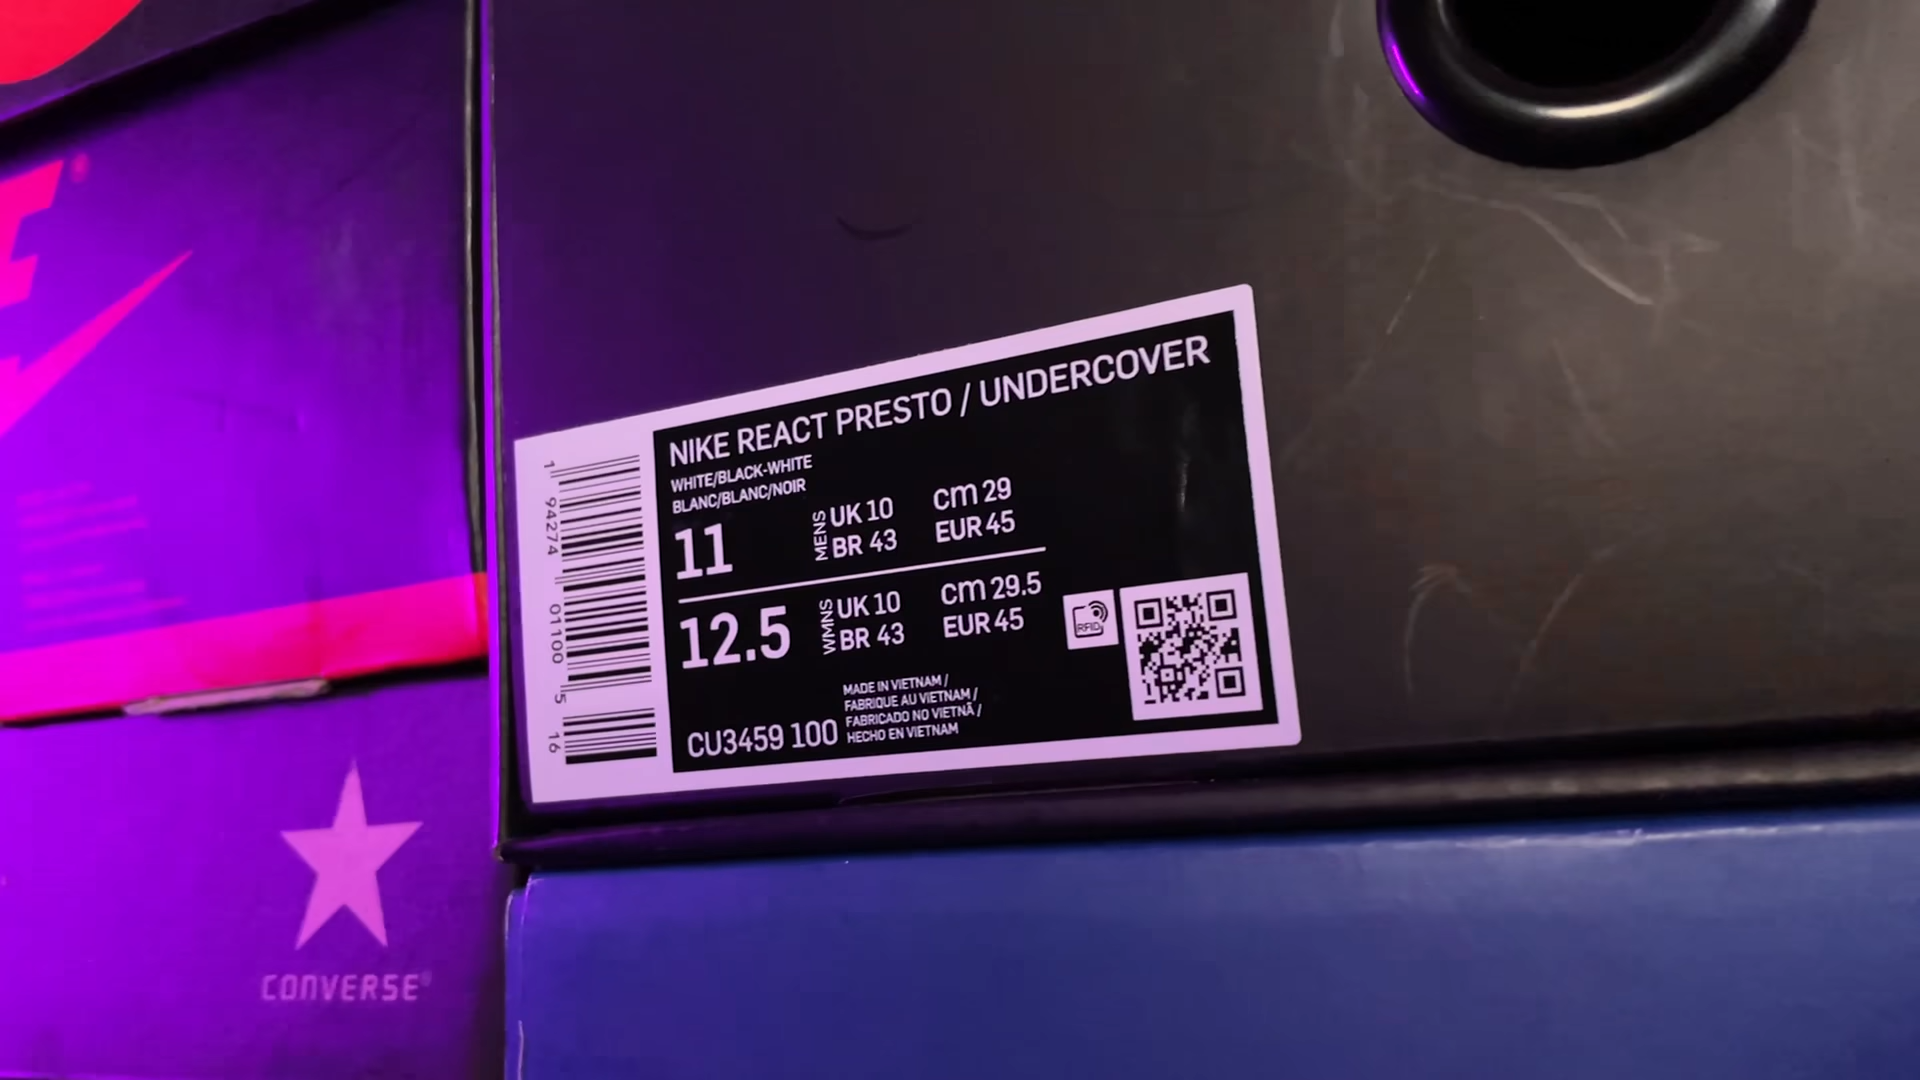 NIKE REACT PRESTO / UNDERCOVER
WHITE/BLACK-WHITE
BLANC/BLANC/NOIR
11
MENS
UK 10
BR 43
cm 29
EUR 45
12.5
WMNS
UK 10
BR 43
cm 29.5
EUR 45
RFID
CU3459 100
MADE IN VIETNAM /
FABRIQUE AU VIETNAM /
FABRICADO NO VIETNÃ /
HECHO EN VIETNAM
1 94274 01100 5 16
CONVERSE®